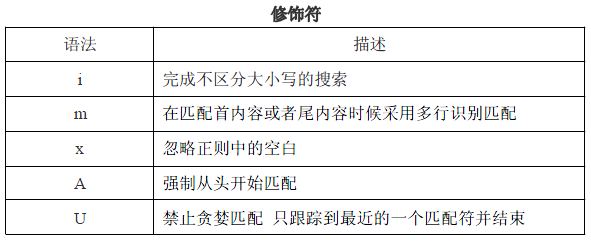 修饰符
语法 描述
i 完成不区分大小写的搜索
m 在匹配首内容或者尾内容时候采用多行识别匹配
x 忽略正则中的空白
A 强制从头开始匹配
U 禁止贪婪匹配 只跟踪到最近的一个匹配符并结束